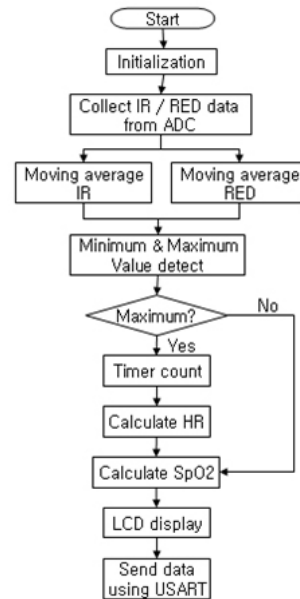 Start
Initialization
Collect IR / RED data
from ADC
Moving average
IR
Moving average
RED
Minimum & Maximum
Value detect
Maximum?
No
Yes
Timer count
Calculate HR
Calculate SpO2
LCD display
Send data
using USART